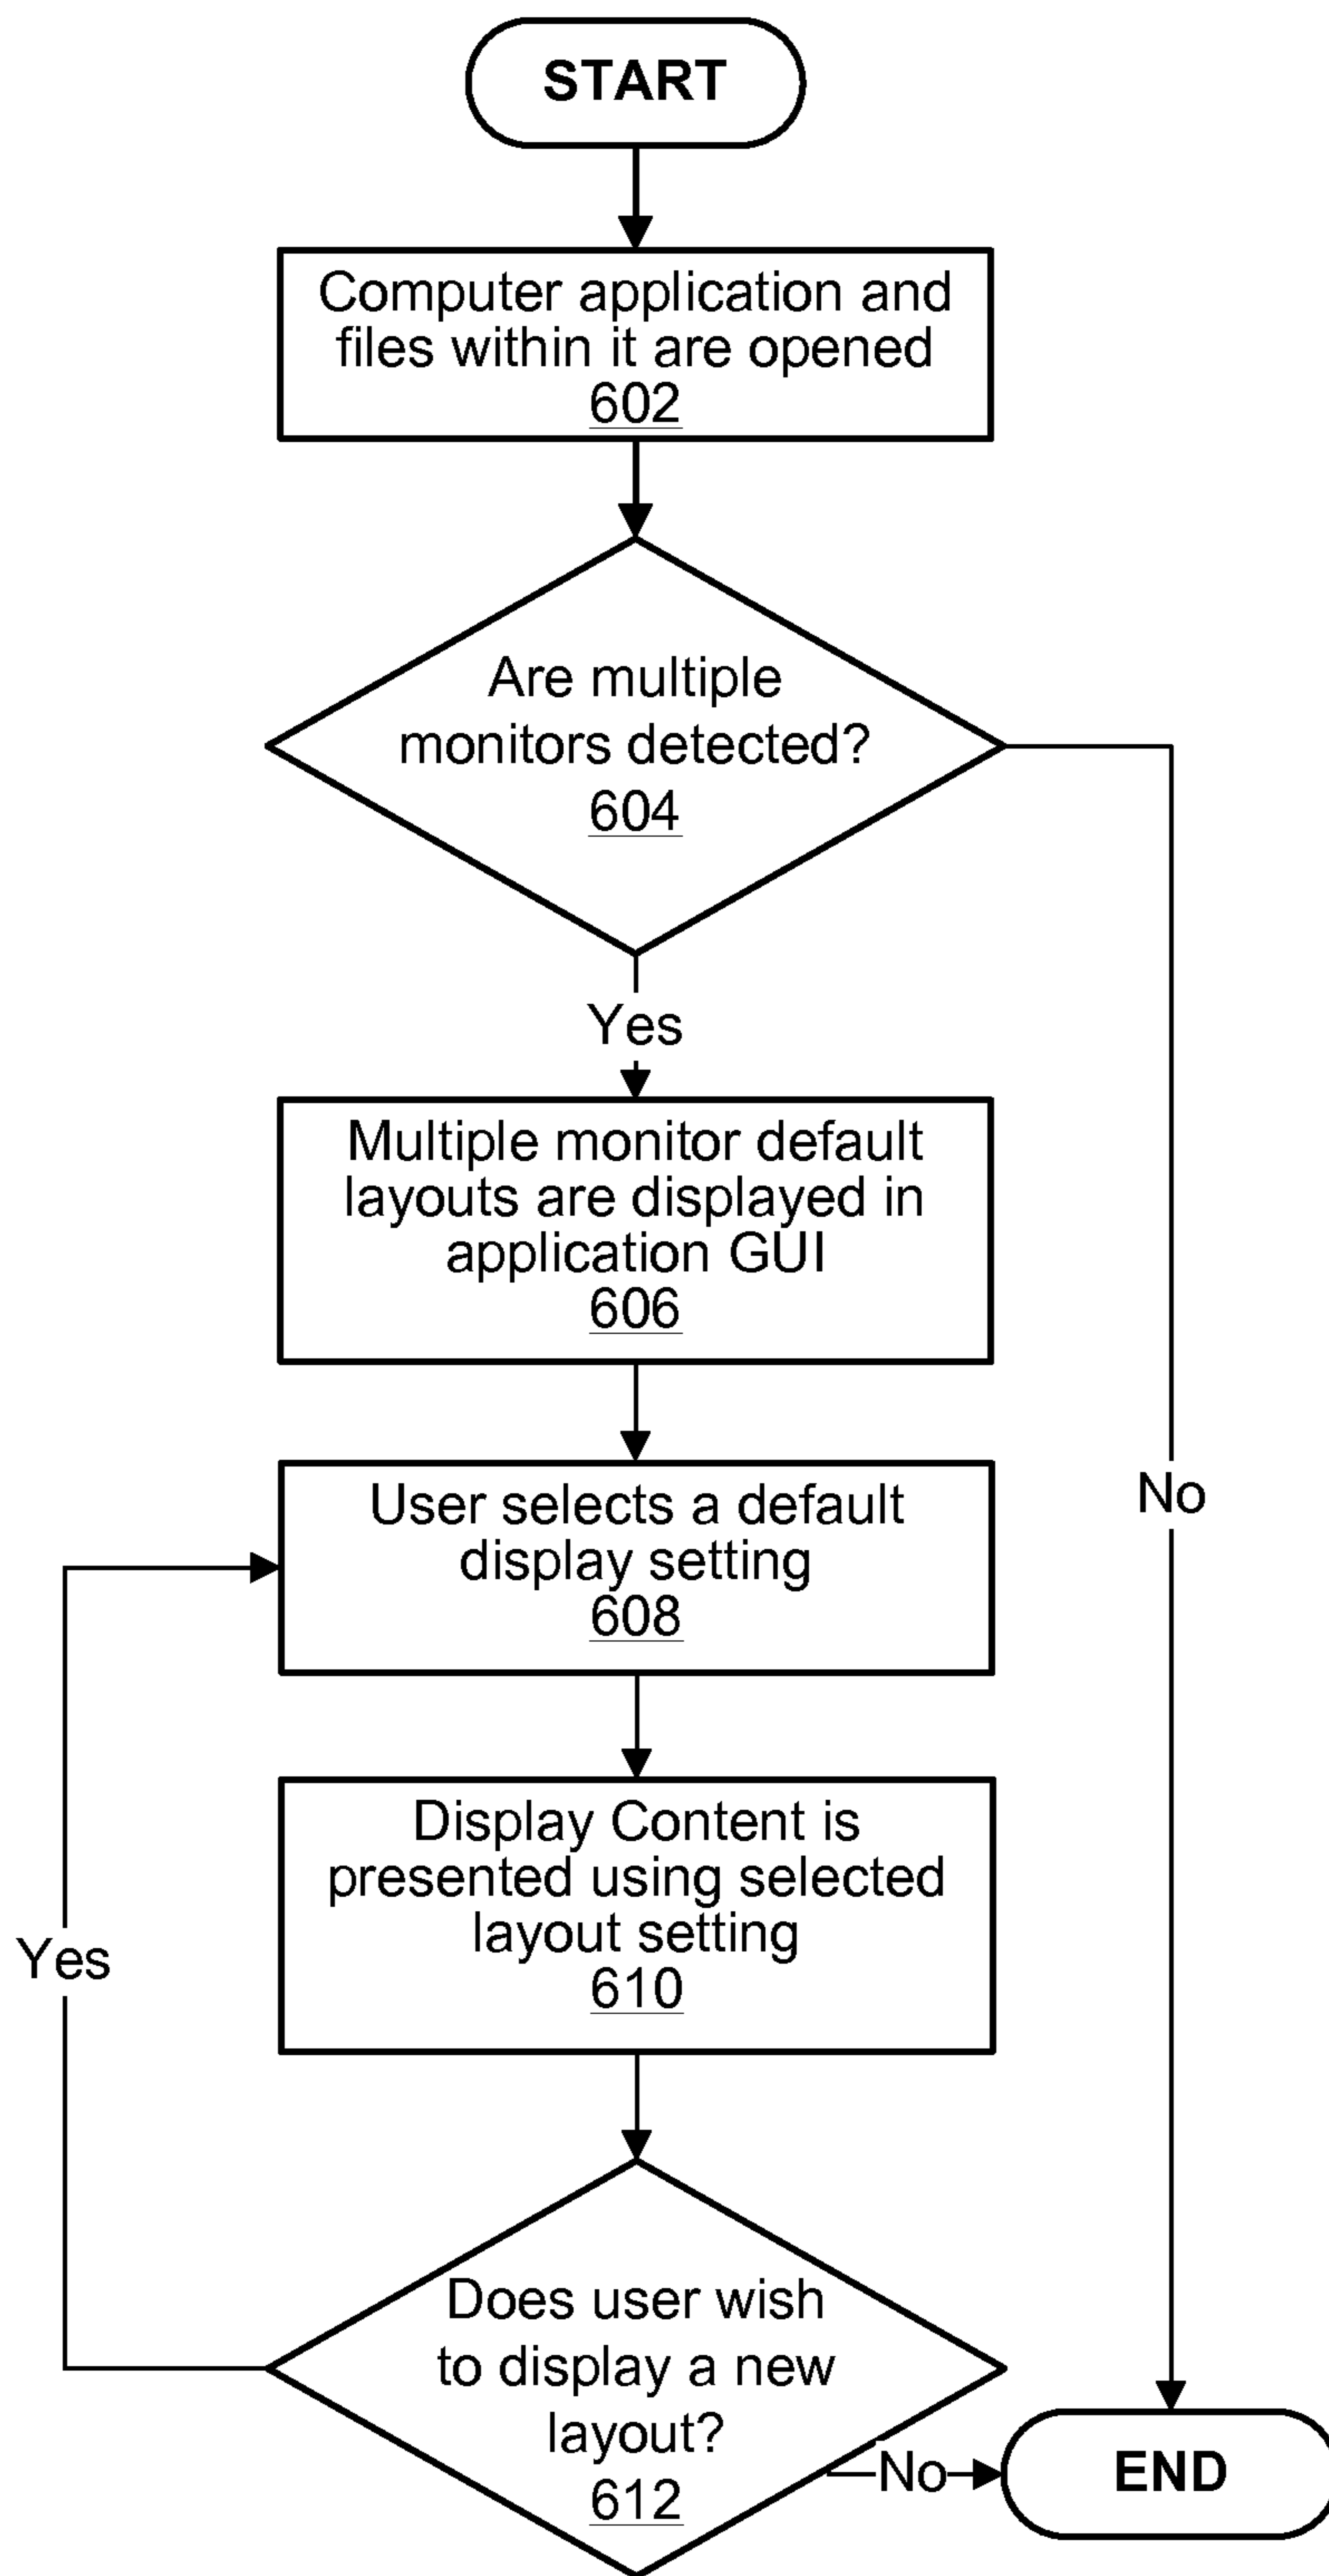 START
Computer application and
files within it are opened
602
Are multiple
monitors detected?
604
Yes
Multiple monitor default
layouts are displayed in
application GUI
606
User selects a default
display setting
608
No
Display Content is
presented using selected
layout setting
610
Yes
Does user wish
to display a new
layout?
612
No
END